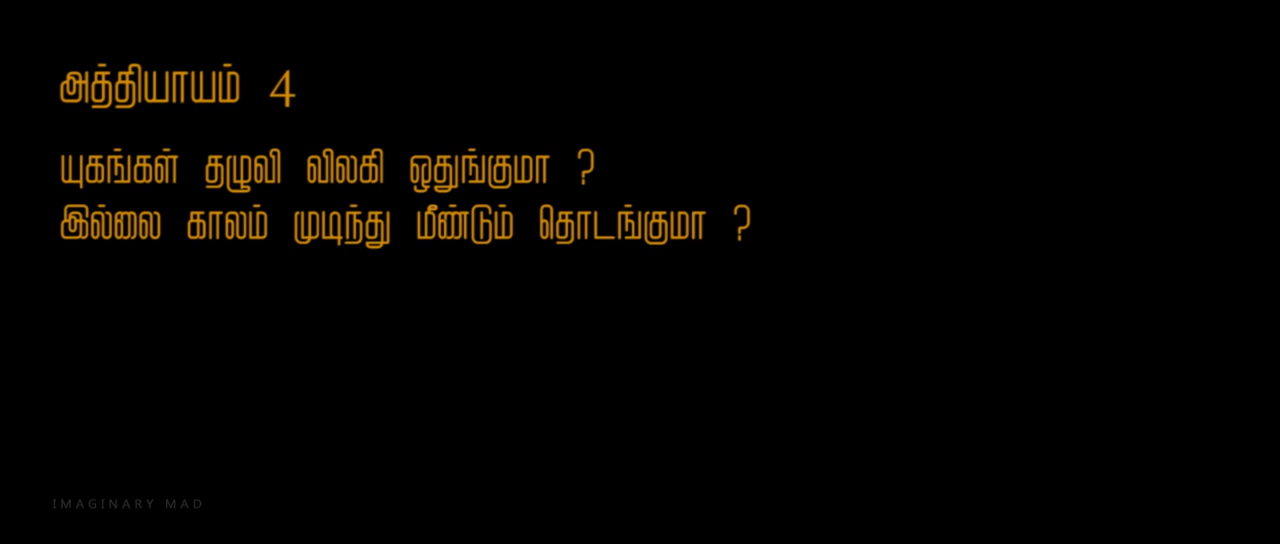 அத்தியாயம் 4
யுகங்கள் தழுவி விலகி ஒதுங்குமா ?
இல்லை காலம் முடிந்து மீண்டும் தொடங்குமா ?
IMAGINARY MAD